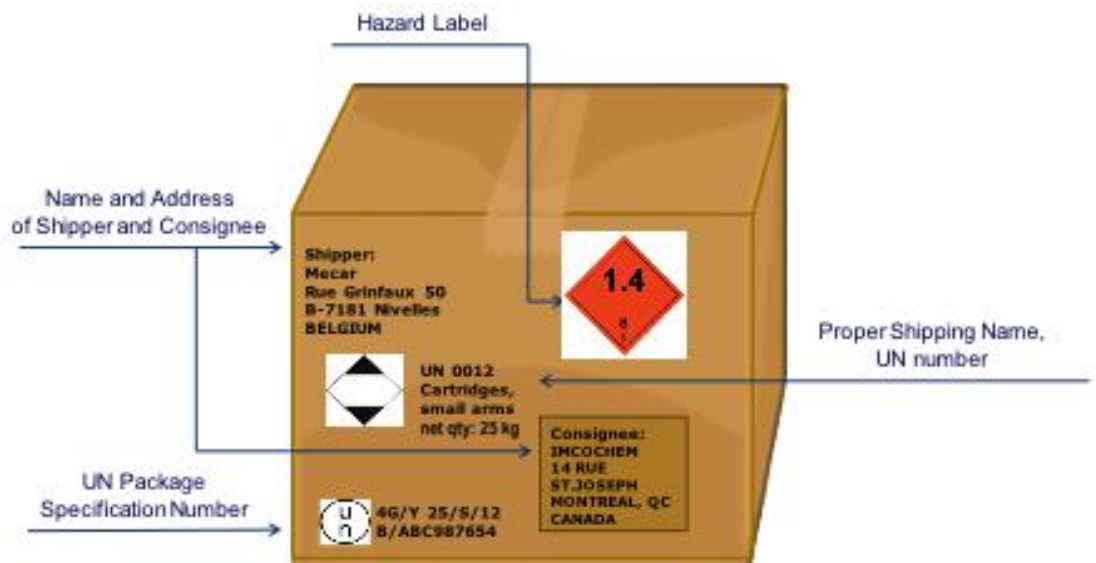 Hazard Label
Name and Address
of Shipper and Consignee
Shipper:
Mecar
Rue Grinfaux 50
B-7181 Nivelles
BELGIUM
1.4
1
Proper Shipping Name,
UN number
UN 0012
Cartridges,
small arms
net qty: 25 kg
Consignee:
IMCOCHEM
14 RUE
ST.JOSEPH
MONTREAL, QC
CANADA
UN Package
Specification Number
un
4G/Y 25/S/12
B/ABC987654